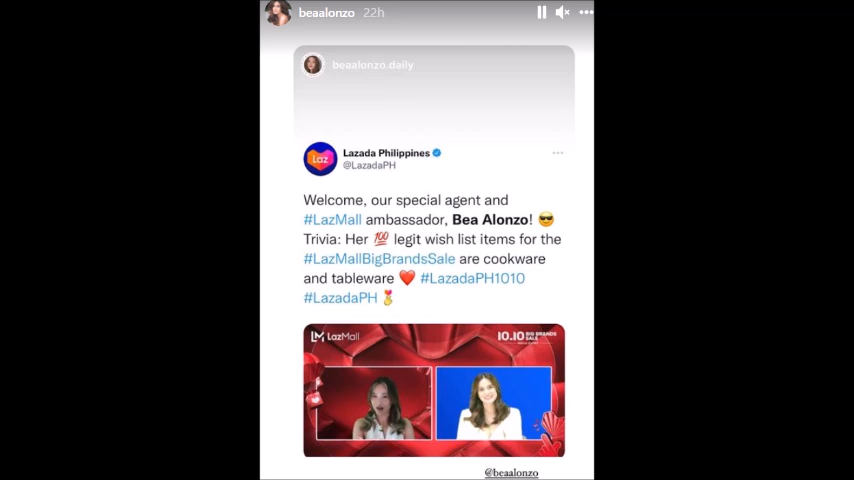 beaalonzo 22h
beaalonzo.daily
Laz
Lazada Philippines
@LazadaPH
Welcome, our special agent and
#LazMall ambassador, Bea Alonzo! 😎
Trivia: Her 💯 legit wish list items for the
#LazMallBigBrandsSale are cookware
and tableware ❤️ #LazadaPH1010
#LazadaPH
LM LazMall
10.10 BIG BRANDS
SALE
@beaalonzo